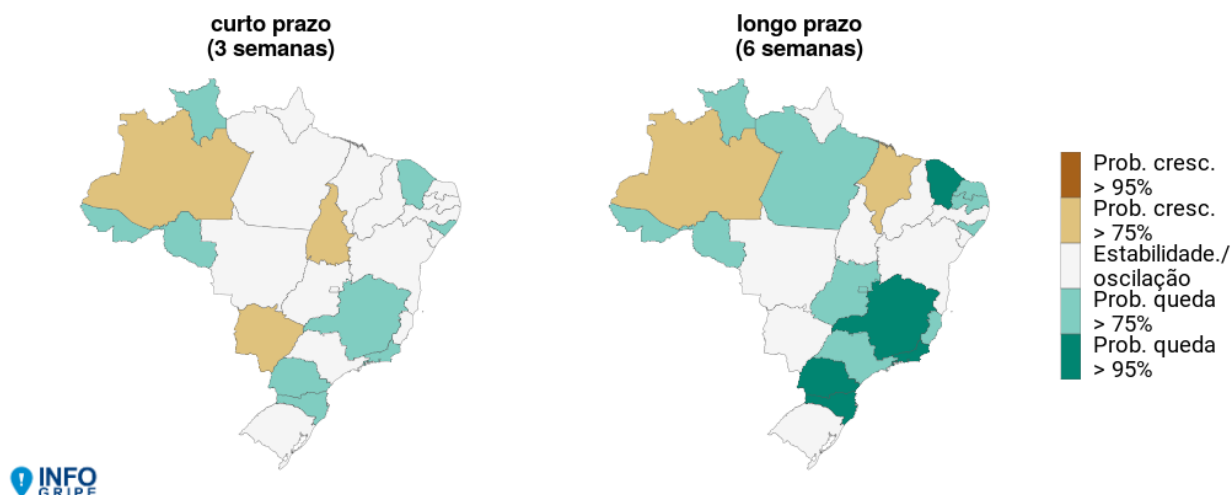 curto prazo
(3 semanas)
longo prazo
(6 semanas)
Prob. cresc.
> 95%
Prob. cresc.
> 75%
Estabilidade./
oscilação
Prob. queda
> 75%
Prob. queda
> 95%
INFO
GRIPE